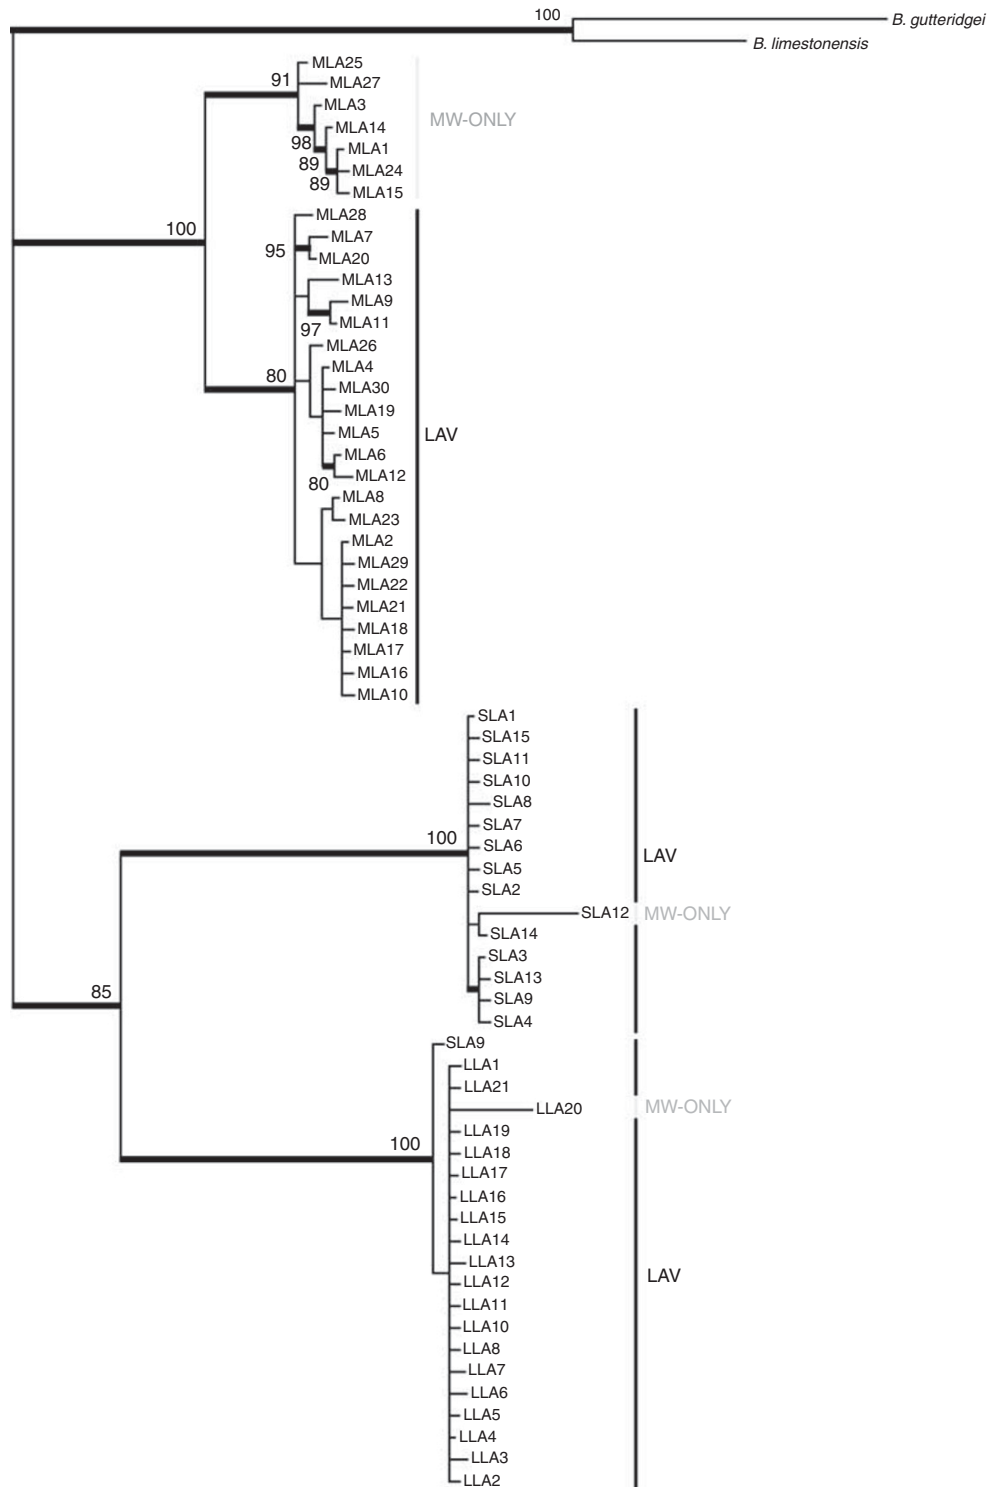 100
B. gutteridgei
B. limestonensis
MLA25
91
MLA27
MLA3
MW-ONLY
MLA14
98
MLA1
89
MLA24
89
MLA15
MLA28
100
MLA7
95
MLA20
MLA13
MLA9
MLA11
97
MLA26
MLA4
80
MLA30
MLA19
MLA5
LAV
MLA6
MLA12
80
MLA8
MLA23
MLA2
MLA29
MLA22
MLA21
MLA18
MLA17
MLA16
MLA10
SLA1
SLA15
SLA11
SLA10
SLA8
SLA7
100
SLA6
LAV
SLA5
SLA2
SLA12
MW-ONLY
SLA14
SLA3
SLA13
85
SLA9
SLA4
SLA9
LLA1
LLA21
LLA20
MW-ONLY
LLA19
100
LLA18
LLA17
LLA16
LLA15
LLA14
LLA13
LAV
LLA12
LLA11
LLA10
LLA8
LLA7
LLA6
LLA5
LLA4
LLA3
LLA2